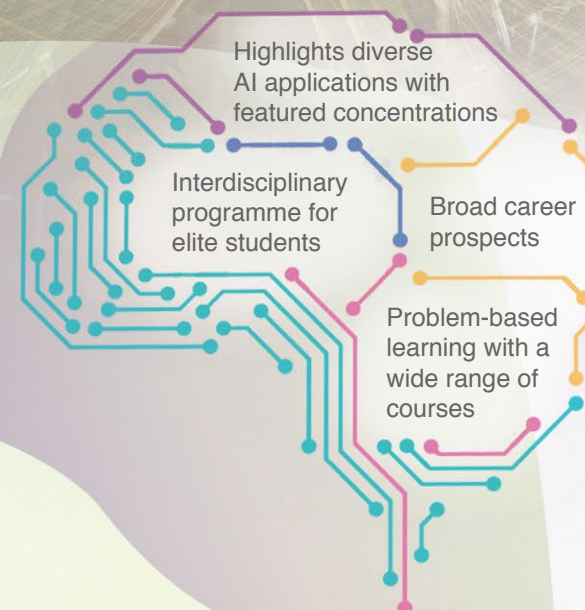 Highlights diverse
AI applications with
featured concentrations
Interdisciplinary
programme for
elite students
Broad career
prospects
Problem-based
learning with a
wide range of
courses